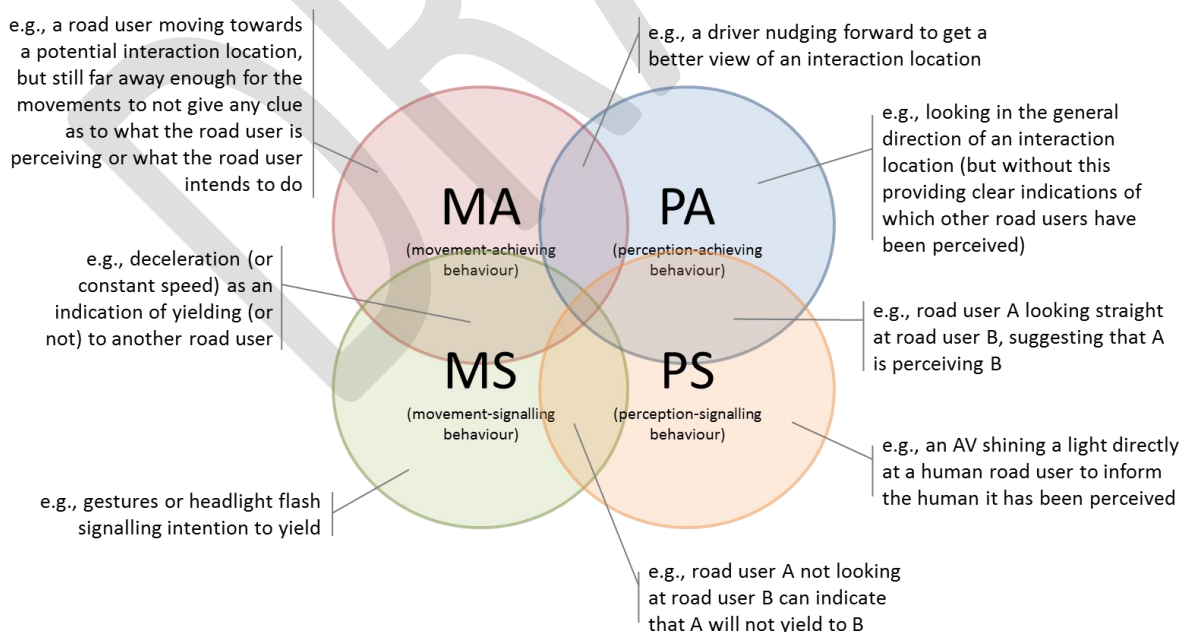 e.g., a road user moving towards
a potential interaction location,
but still far away enough for the
movements to not give any clue
as to what the road user is
perceiving or what the road user
intends to do
e.g., a driver nudging forward to get a
better view of an interaction location
e.g., looking in the general
direction of an interaction
location (but without this
providing clear indications of
which other road users have
been perceived)
MA
(movement-achieving
behaviour)
PA
(perception-achieving
behaviour)
e.g., deceleration (or
constant speed) as an
indication of yielding (or
not) to another road user
e.g., road user A looking straight
at road user B, suggesting that A
is perceiving B
MS
(movement-signalling
behaviour)
PS
(perception-signalling
behaviour)
e.g., gestures or headlight flash
signalling intention to yield
e.g., an AV shining a light directly
at a human road user to inform
the human it has been perceived
e.g., road user A not looking
at road user B can indicate
that A will not yield to B